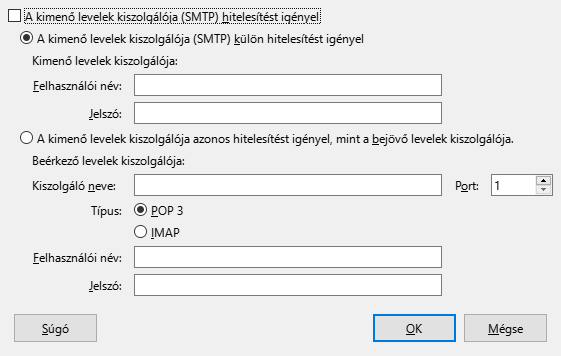 A kimenő levelek kiszolgálója (SMTP) hitelesítést igényel
A kimenő levelek kiszolgálója (SMTP) külön hitelesítést igényel
Kimenő levelek kiszolgálója:
Felhasználói név:
Jelszó:
A kimenő levelek kiszolgálója azonos hitelesítést igényel, mint a bejövő levelek kiszolgálója.
Beérkező levelek kiszolgálója:
Kiszolgáló neve: Port: 1
Típus: POP 3
IMAP
Felhasználói név:
Jelszó:
Súgó OK Mégse